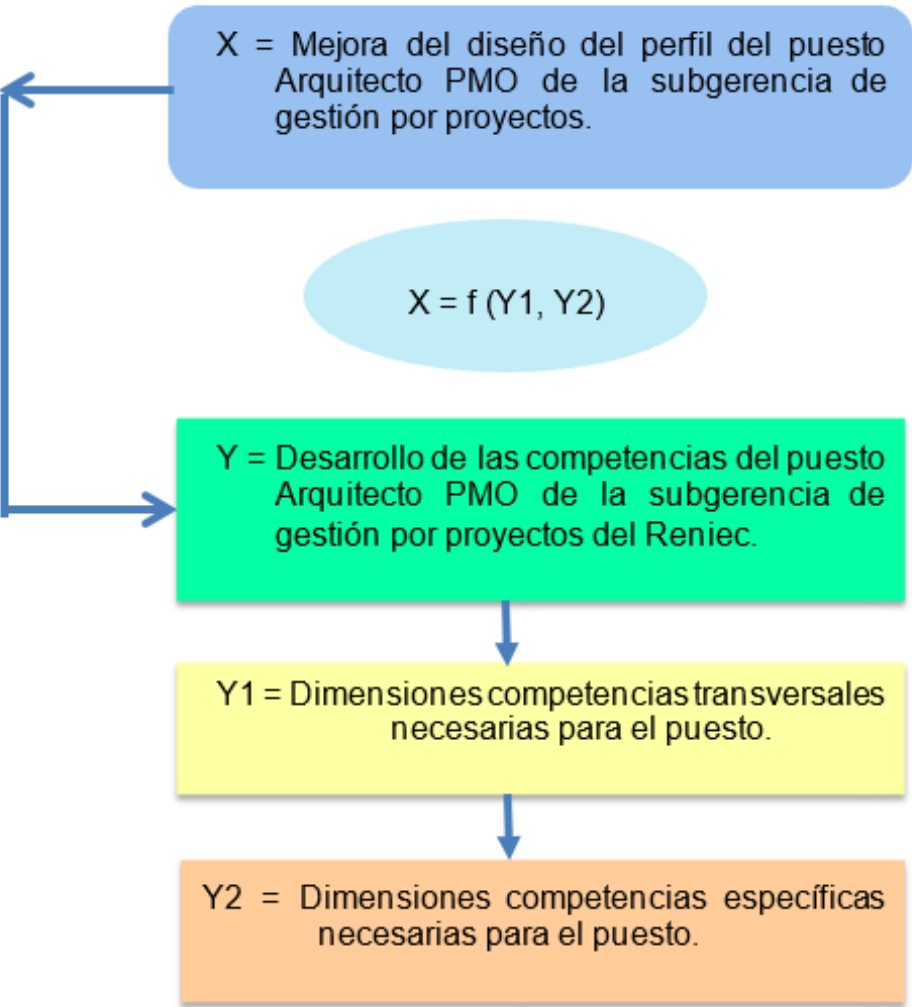 X = Mejora del diseño del perfil del puesto
Arquitecto PMO de la subgerencia de
gestión por proyectos.
X = f (Y1, Y2)
Y = Desarrollo de las competencias del puesto
Arquitecto PMO de la subgerencia de
gestión por proyectos del Reniec.
Y1 = Dimensiones competencias transversales
necesarias para el puesto.
Y2 = Dimensiones competencias específicas
necesarias para el puesto.